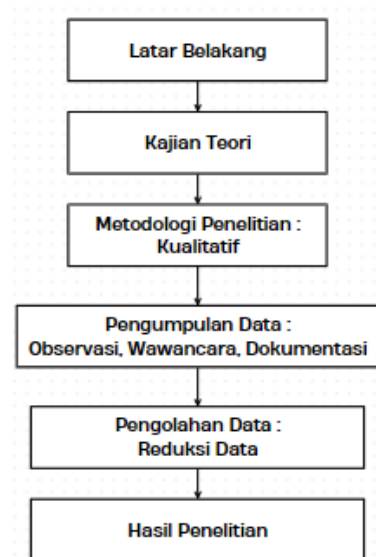 Latar Belakang
Kajian Teori
Metodologi Penelitian :
Kualitatif
Pengumpulan Data :
Observasi, Wawancara, Dokumentasi
Pengolahan Data :
Reduksi Data
Hasil Penelitian